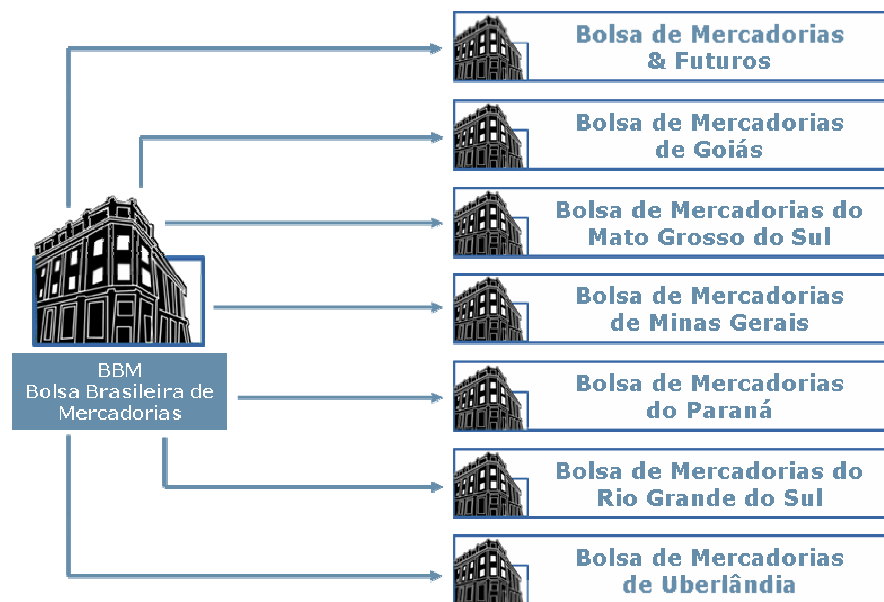 Bolsa de Mercadorias
& Futuros
Bolsa de Mercadorias
de Goiás
Bolsa de Mercadorias do
Mato Grosso do Sul
Bolsa de Mercadorias
de Minas Gerais
BBM
Bolsa Brasileira de
Mercadorias
Bolsa de Mercadorias
do Paraná
Bolsa de Mercadorias do
Rio Grande do Sul
Bolsa de Mercadorias
de Uberlândia